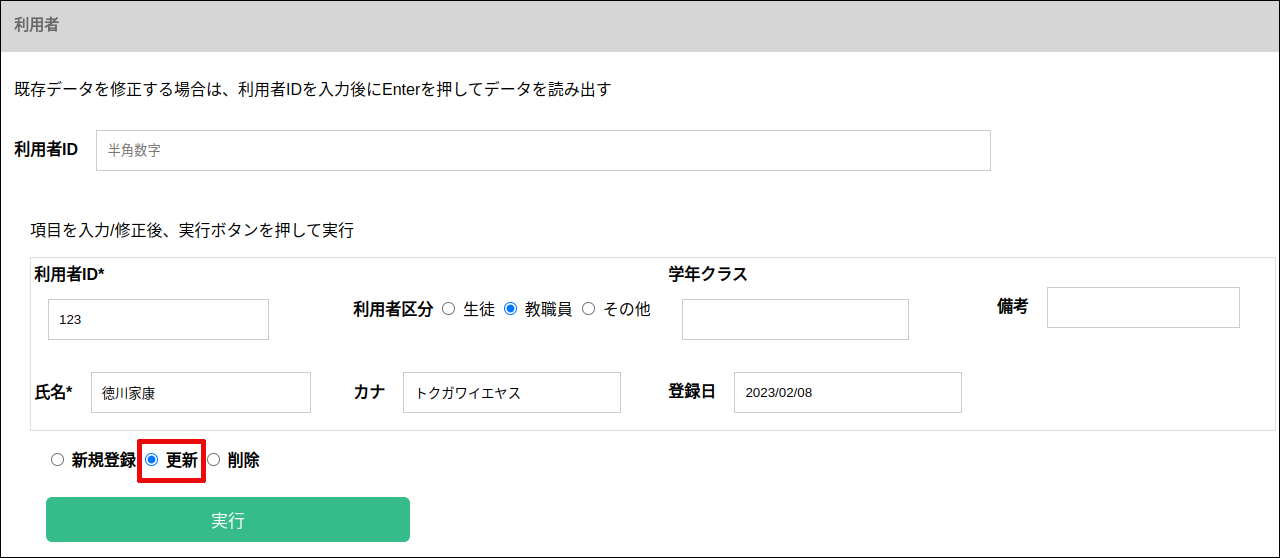 利用者
既存データを修正する場合は、利用者IDを入力後にEnterを押してデータを読み出す
利用者ID 半角数字
項目を入力/修正後、実行ボタンを押して実行
利用者ID* 学年クラス
123 利用者区分 生徒 教職員 その他 備考
氏名* 徳川家康 カナ トクガワイエヤス 登録日 2023/02/08
新規登録 更新 削除
実行